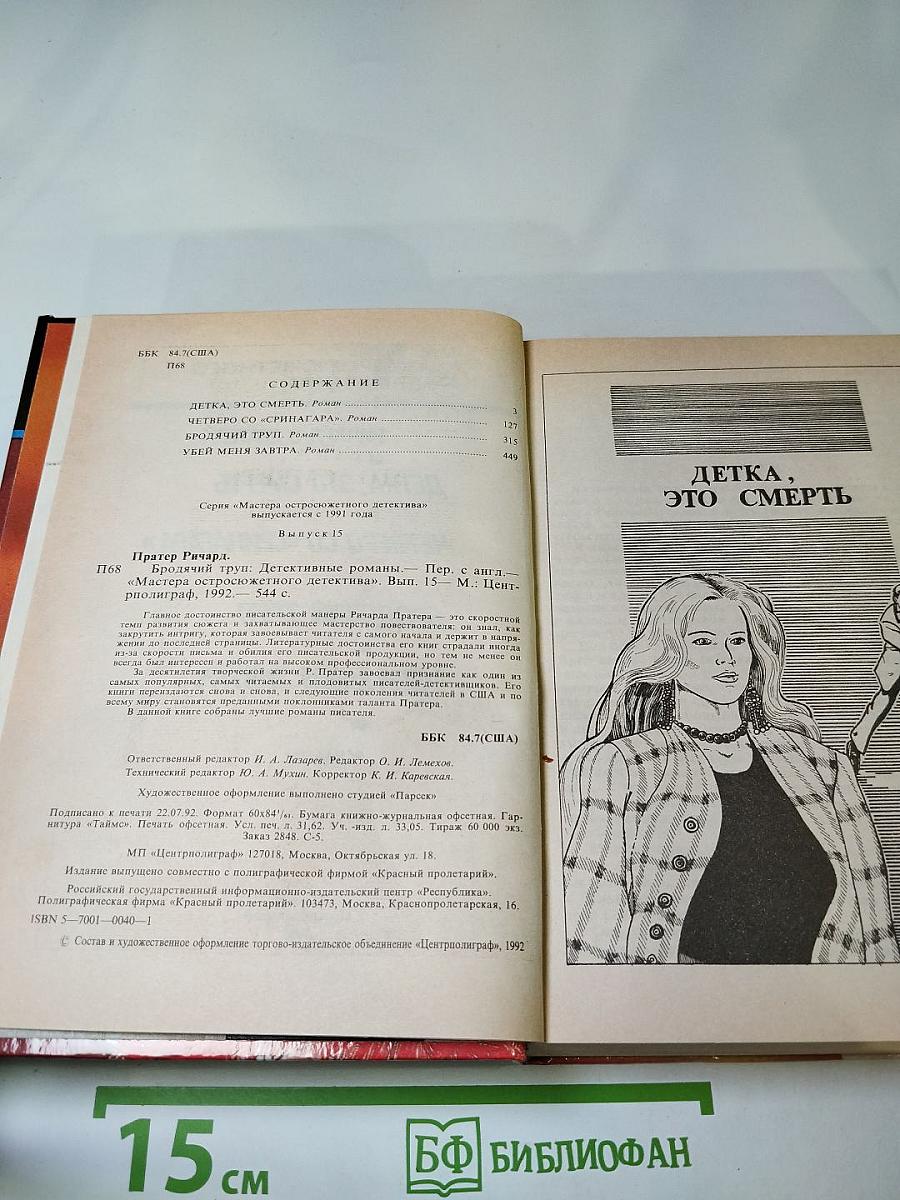 ББК 84.7(США)
П68
СОДЕРЖАНИЕ
ДЕТКА, ЭТО СМЕРТЬ. Роман ........ 3
ЧЕТВЕРО СО «СРИНАГАРА». Роман ........ 127
БРОДЯЧИЙ ТРУП. Роман ........ 315
УБЕЙ МЕНЯ ЗАВТРА. Роман ........ 449
Серия «Мастера остросюжетного детектива»
выпускается с 1991 года
Выпуск 15
Пратер Ричард.
П68 Бродячий труп: Детективные романы.— Пер. с англ.—
«Мастера остросюжетного детектива». Вып. 15— М.: Цент-
рполиграф, 1992.— 544 с.
Главное достоинство писательской манеры Ричарда Пратера — это скоростной
темп развития сюжета и захватывающее мастерство повествователя: он знал, как
закрутить интригу, которая завоевывает читателя с самого начала и держит в напря-
жении до последней страницы. Литературные достоинства его книг страдали иногда
из-за скорости письма и обилия его писательской продукции, но тем не менее он
всегда был интересен и работал на высоком профессиональном уровне.
За десятилетия творческой жизни Р. Пратер завоевал признание как один из
самых популярных, самых читаемых и плодовитых писателей-детективщиков. Его
книги переиздаются снова и снова, и следующие поколения читателей в США и по
всему миру становятся преданными поклонниками таланта Пратера.
В данной книге собраны лучшие романы писателя.
ББК 84.7(США)
Ответственный редактор И. А. Лазарев. Редактор О. И. Лемехов.
Технический редактор Ю. А. Мухин. Корректор К. И. Каревская.
Художественное оформление выполнено студией «Парсек»
Подписано к печати 22.07.92. Формат 60х84¹/₆₁. Бумага книжно-журнальная офсетная. Гар-
нитура «Таймс». Печать офсетная. Усл. печ. л. 31,62. Уч. -изд. л. 33,05. Тираж 60 000 экз.
Заказ 2848. С-5.
МП «Центрполиграф» 127018, Москва, Октябрьская ул. 18.
Издание выпущено совместно с полиграфической фирмой «Красный пролетарий».
Российский государственный информационно-издательский центр «Республика».
Полиграфическая фирма «Красный пролетарий». 103473, Москва, Краснопролетарская, 16.
ISBN 5—7001—0040—1
© Состав и художественное оформление торгово-издательское объединение «Центрполиграф», 1992
ДЕТКА,
ЭТО СМЕРТЬ
15 см
БФ БИБЛИОФАН